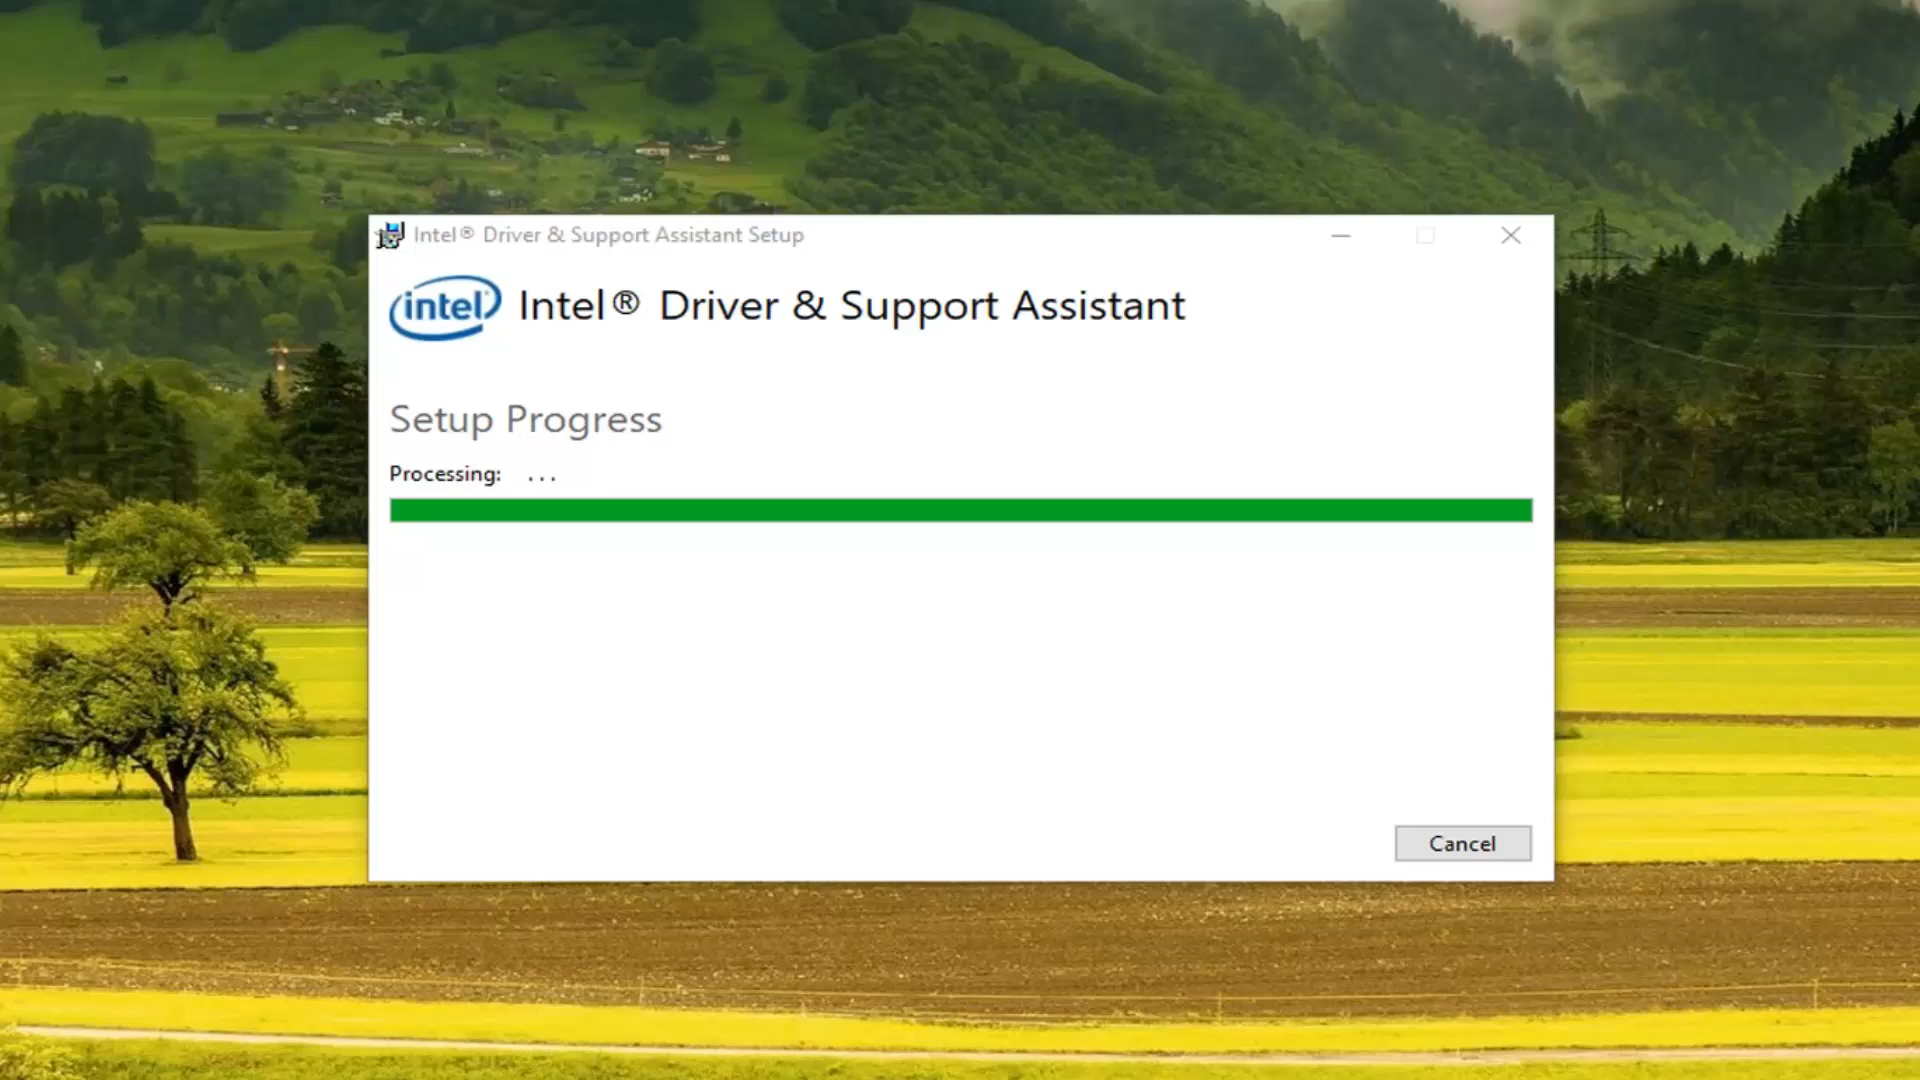 Intel® Driver & Support Assistant Setup
intel® Intel® Driver & Support Assistant
Setup Progress
Processing: ...
Cancel